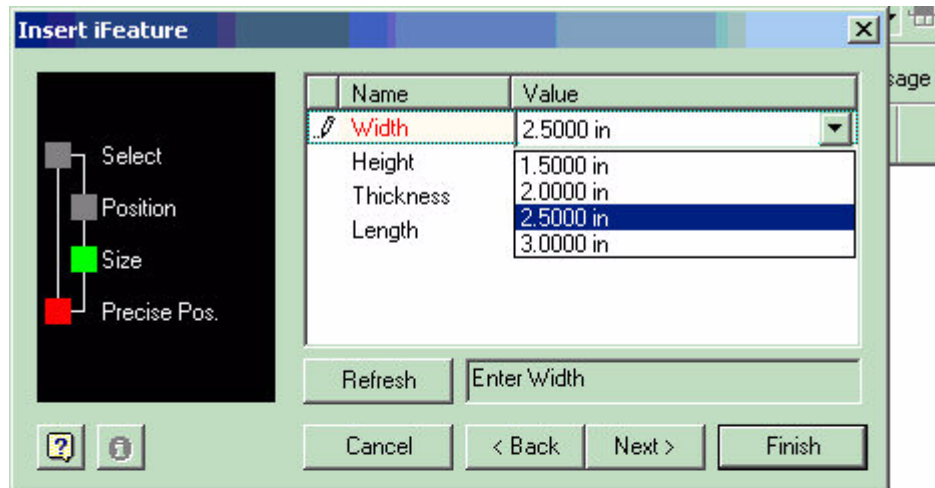 Insert iFeature
sage
Select
Position
Size
Precise Pos.
Name Value
Width 2.5000 in
Height 1.5000 in
Thickness 2.0000 in
2.5000 in
Length 3.0000 in
Refresh Enter Width
Cancel < Back Next > Finish